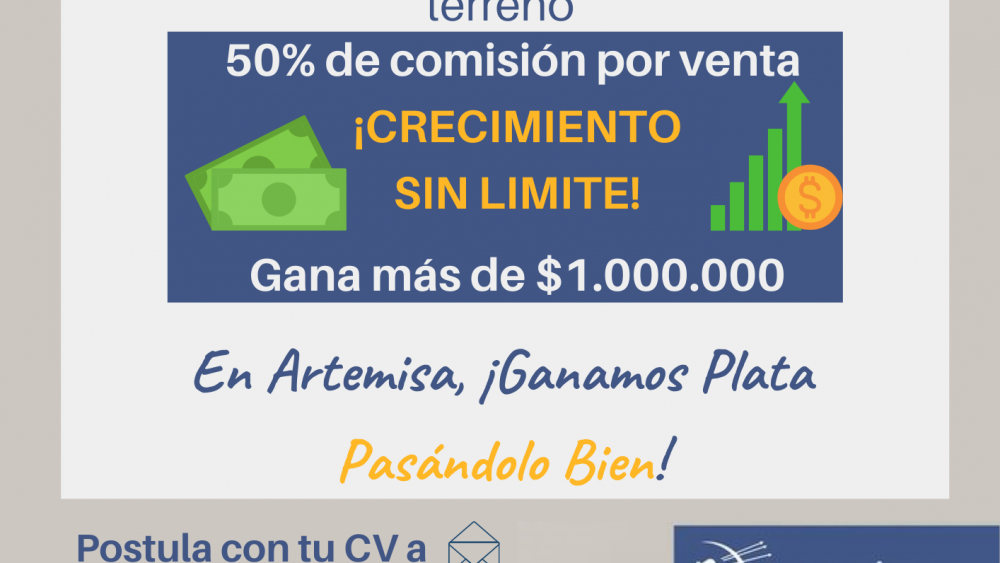 terreno
50% de comisión por venta
¡CRECIMIENTO
SIN LIMITE!
Gana más de $1.000.000
En Artemisa, ¡Ganamos Plata
Pasándolo Bien!
Postula con tu CV a